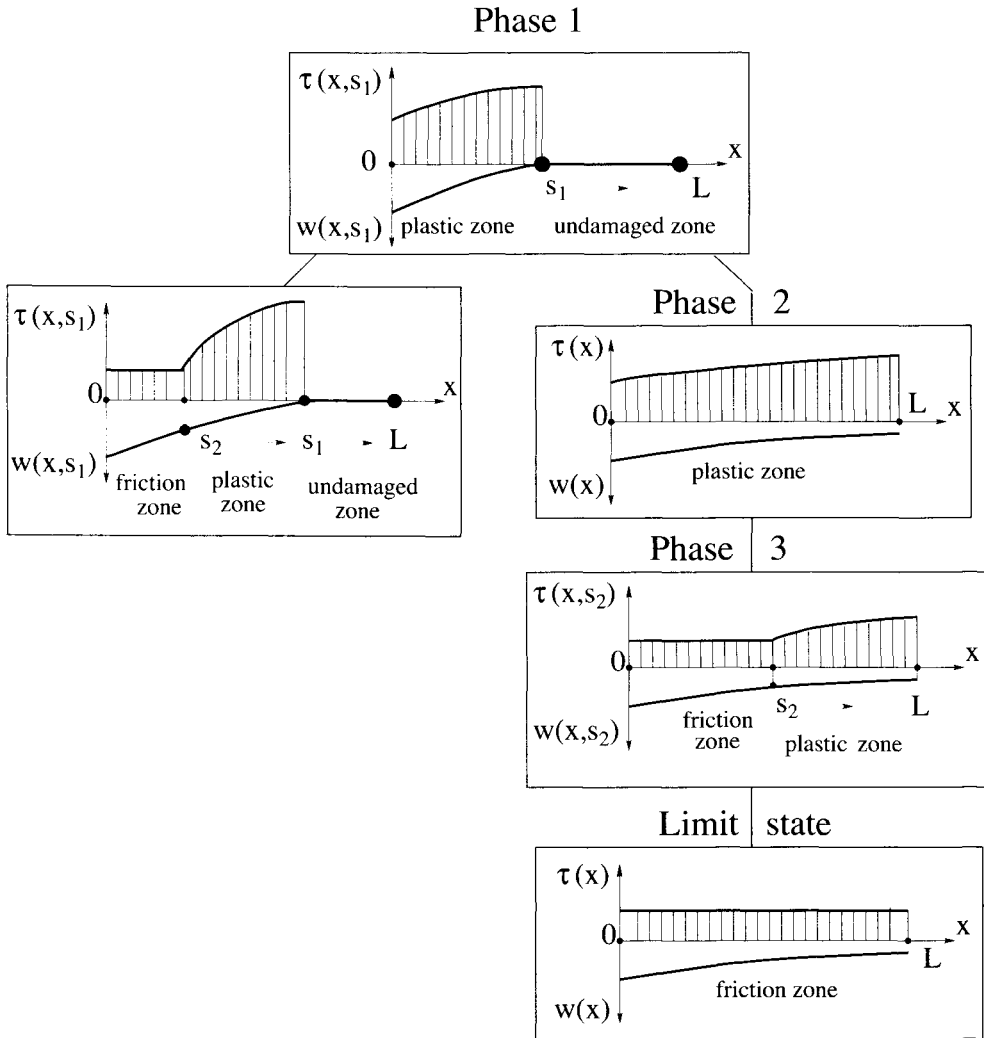 Phase 1
τ(x,s₁)
0
x
s₁
L
w(x,s₁)
plastic zone
undamaged zone
τ(x,s₁)
0
x
s₂
s₁
L
w(x,s₁)
friction
zone
plastic
zone
undamaged
zone
Phase 2
τ(x)
0
L
x
w(x)
plastic zone
Phase 3
τ(x,s₂)
0
x
s₂
L
w(x,s₂)
friction
zone
plastic zone
Limit state
τ(x)
0
x
L
w(x)
friction zone